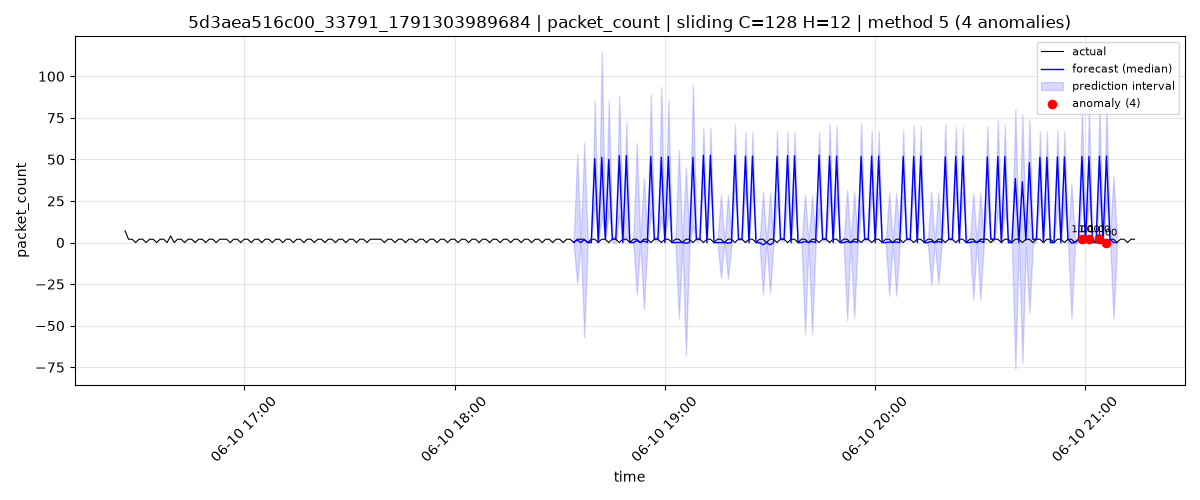 5d3aea516c00_33791_1791303989684 | packet_count | sliding C=128 H=12 | method 5 (4 anomalies)
actual
forecast (median)
prediction interval
anomaly (4)
packet_count
100
75
50
25
0
−25
−50
−75
06-10 17:00
06-10 18:00
06-10 19:00
06-10 20:00
06-10 21:00
time